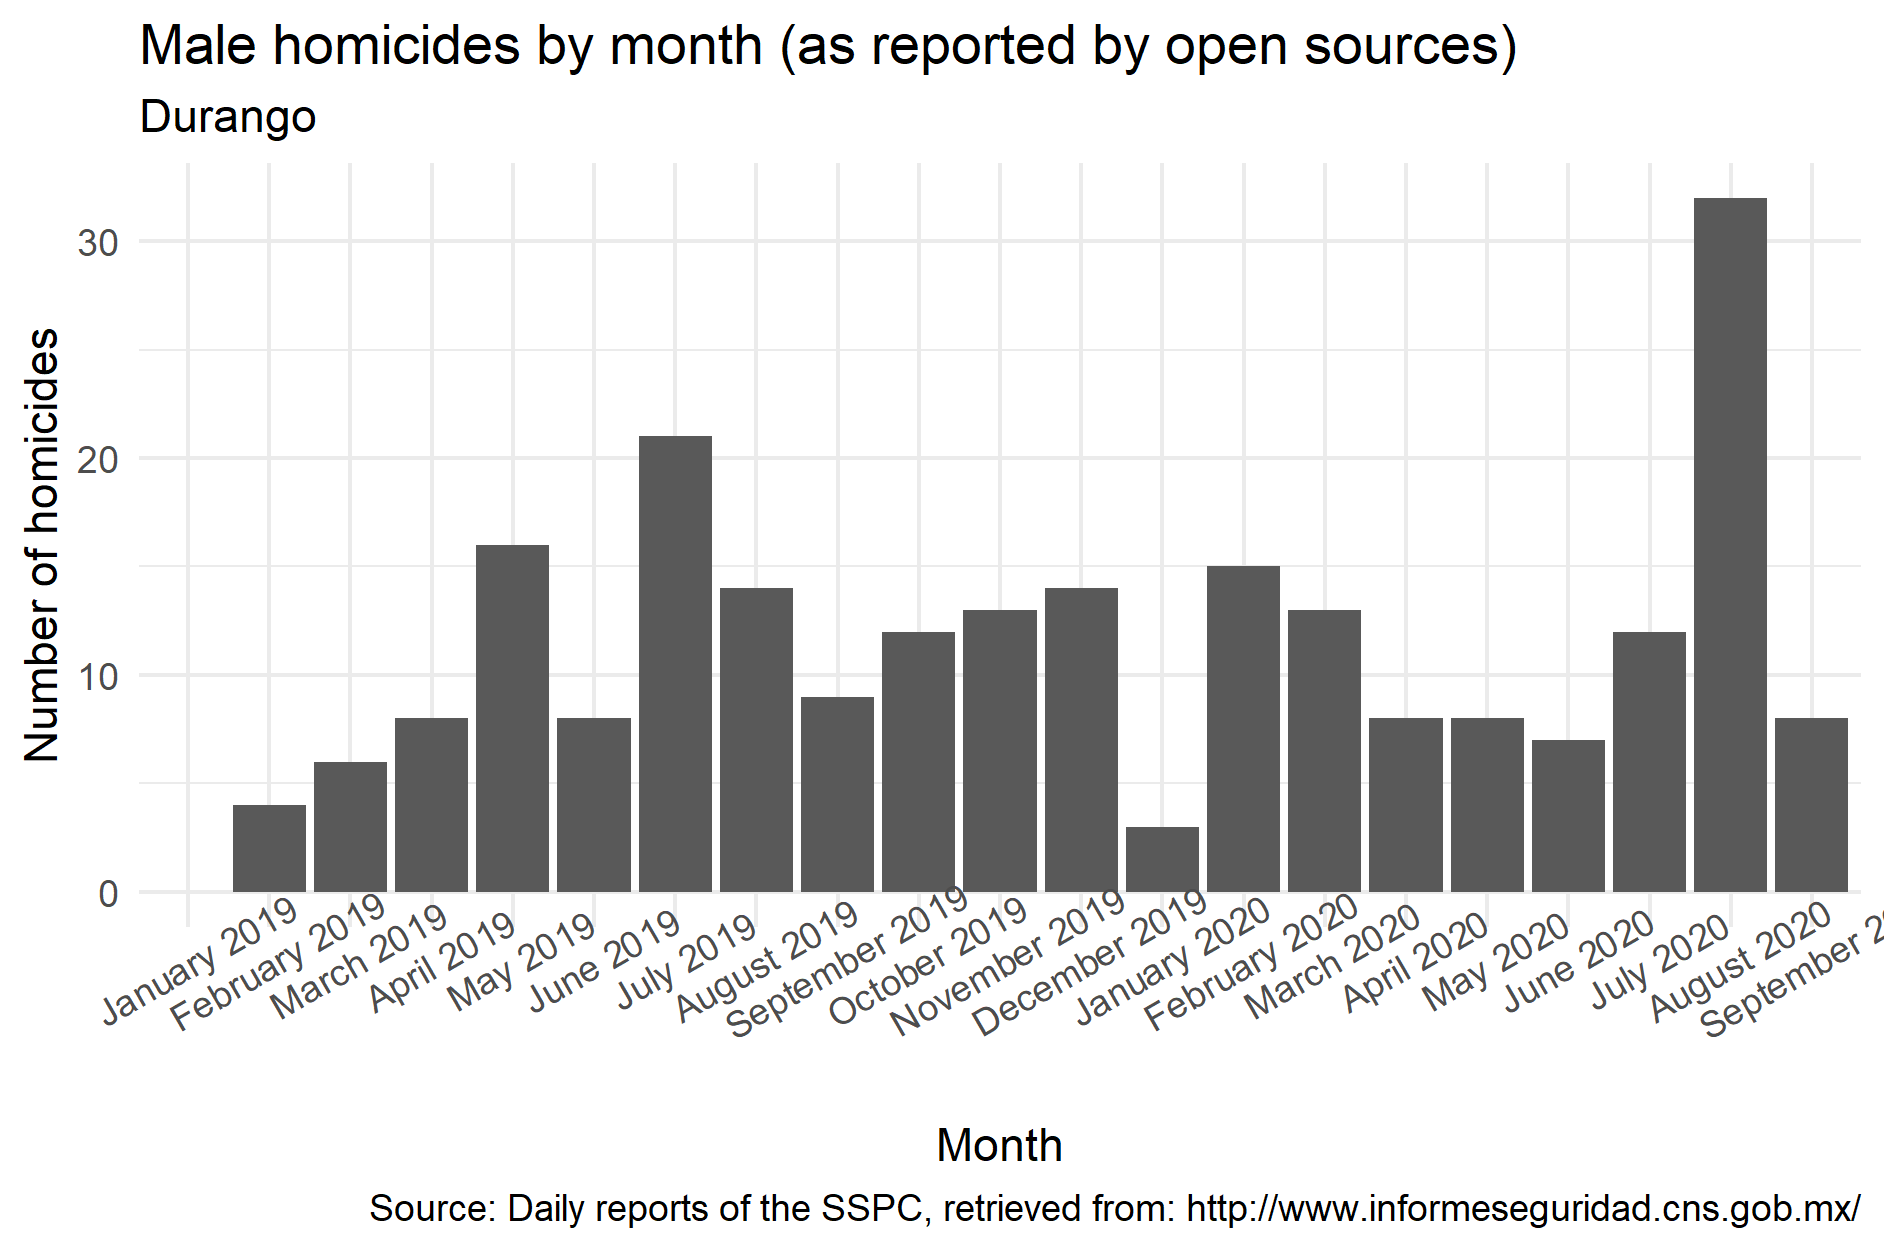 Male homicides by month (as reported by open sources)
Durango
Number of homicides
30
20
10
0
January 2019
February 2019
March 2019
April 2019
May 2019
June 2019
July 2019
August 2019
September 2019
October 2019
November 2019
December 2019
January 2020
February 2020
March 2020
April 2020
May 2020
June 2020
July 2020
August 2020
September 2
Month
Source: Daily reports of the SSPC, retrieved from: http://www.informeseguridad.cns.gob.mx/